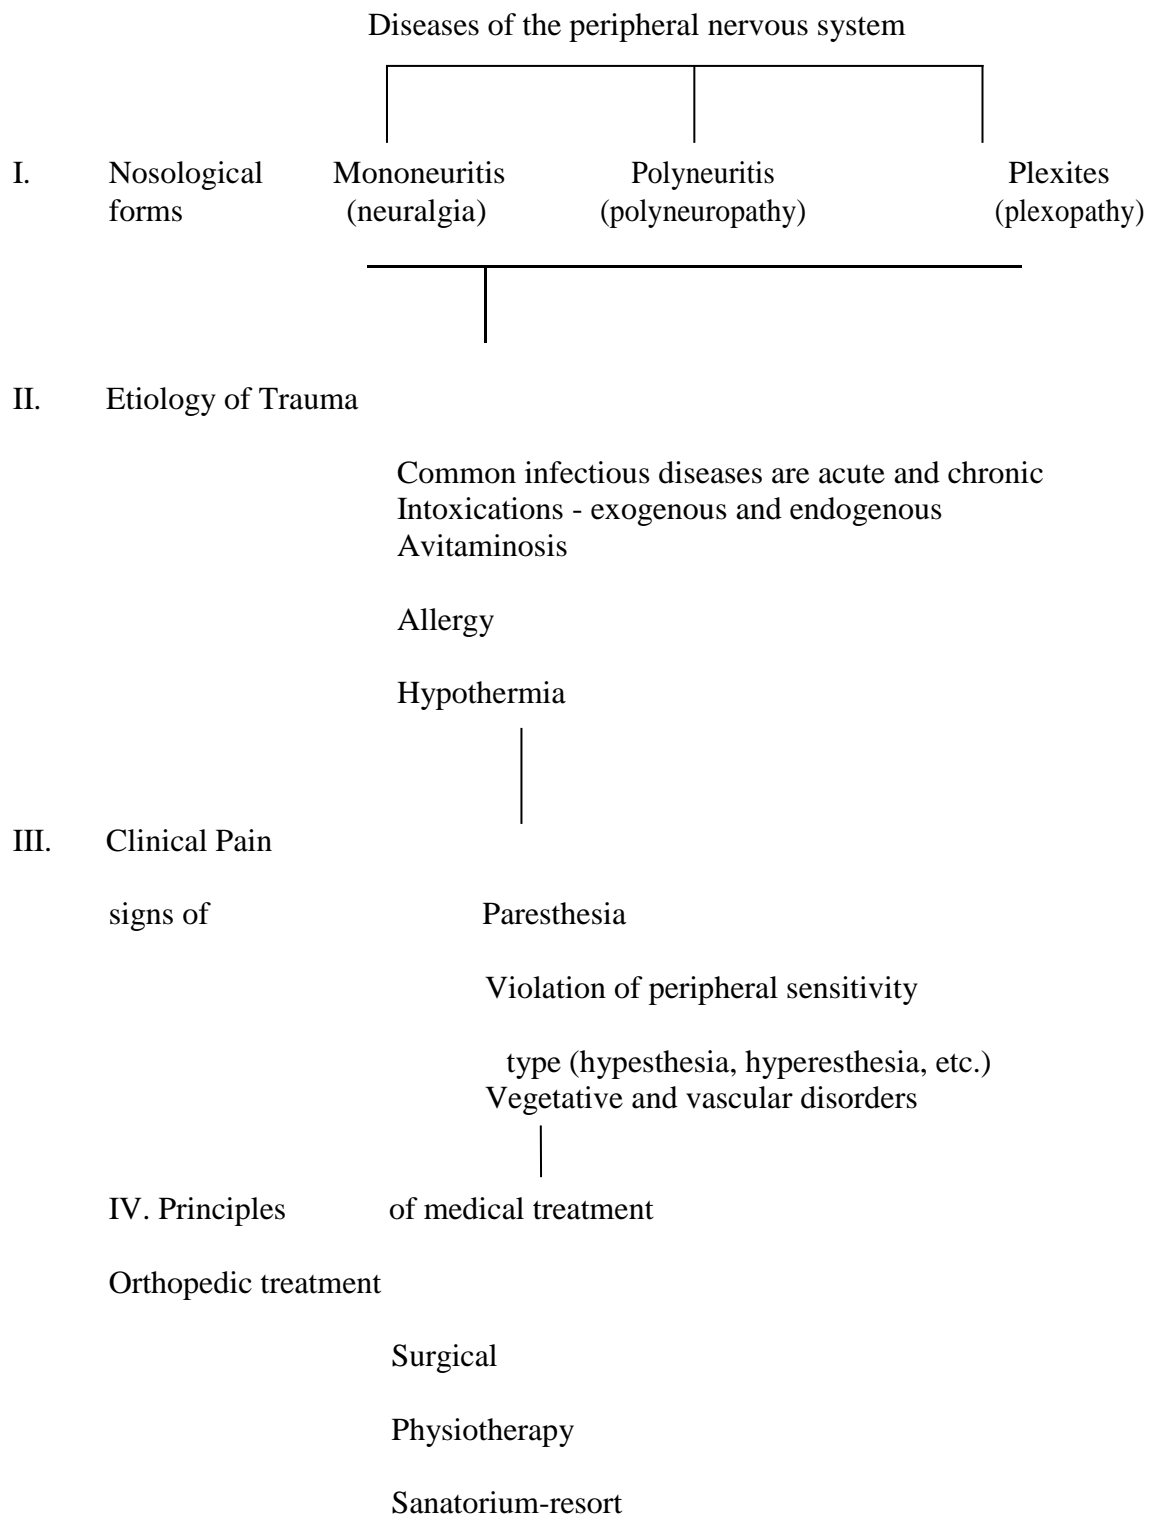 Diseases of the peripheral nervous system
I. Nosological Mononeuritis Polyneuritis Plexites
forms (neuralgia) (polyneuropathy) (plexopathy)
II. Etiology of Trauma
Common infectious diseases are acute and chronic
Intoxications - exogenous and endogenous
Avitaminosis
Allergy
Hypothermia
III. Clinical Pain
signs of Paresthesia
Violation of peripheral sensitivity
type (hypesthesia, hyperesthesia, etc.)
Vegetative and vascular disorders
IV. Principles of medical treatment
Orthopedic treatment
Surgical
Physiotherapy
Sanatorium-resort